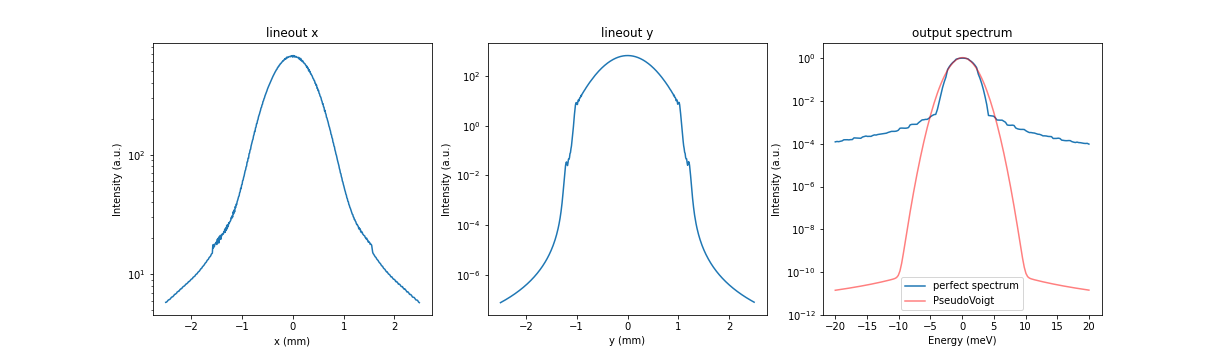 lineout x
Intensity (a.u.)
10²
10¹
−2 −1 0 1 2
x (mm)
lineout y
Intensity (a.u.)
10²
10⁰
10⁻²
10⁻⁴
10⁻⁶
−2 −1 0 1 2
y (mm)
output spectrum
Intensity (a.u.)
10⁰
10⁻²
10⁻⁴
10⁻⁶
10⁻⁸
10⁻¹⁰
10⁻¹²
perfect spectrum
PseudoVoigt
−20 −15 −10 −5 0 5 10 15 20
Energy (meV)